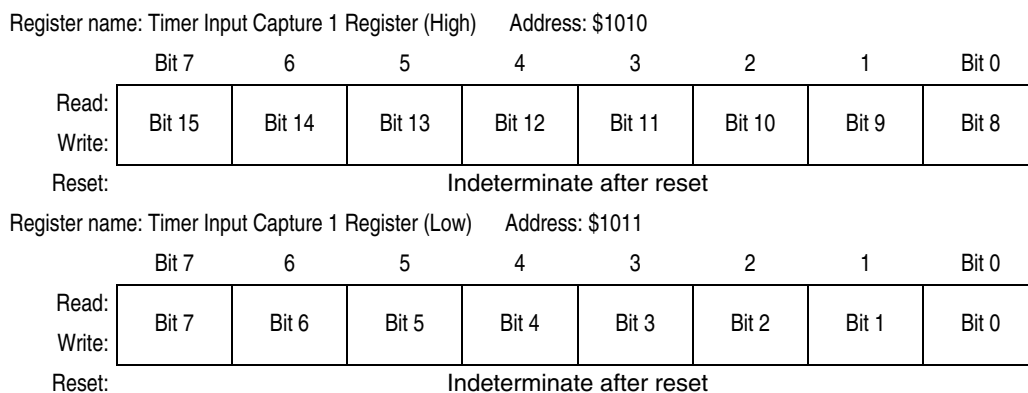 Register name: Timer Input Capture 1 Register (High) Address: $1010
Bit 7 6 5 4 3 2 1 Bit 0
Read:
Bit 15 Bit 14 Bit 13 Bit 12 Bit 11 Bit 10 Bit 9 Bit 8
Write:
Reset: Indeterminate after reset
Register name: Timer Input Capture 1 Register (Low) Address: $1011
Bit 7 6 5 4 3 2 1 Bit 0
Read:
Bit 7 Bit 6 Bit 5 Bit 4 Bit 3 Bit 2 Bit 1 Bit 0
Write:
Reset: Indeterminate after reset